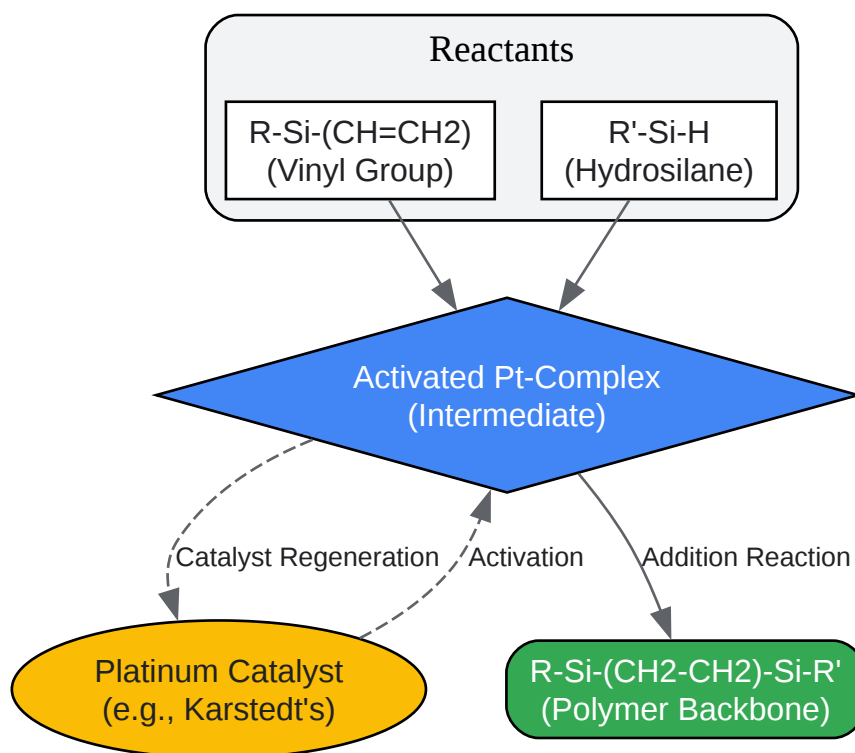 Reactants
R-Si-(CH=CH2)
(Vinyl Group)
R'-Si-H
(Hydrosilane)
Activated Pt-Complex
(Intermediate)
Catalyst Regeneration
Activation
Addition Reaction
Platinum Catalyst
(e.g., Karstedt's)
R-Si-(CH2-CH2)-Si-R'
(Polymer Backbone)